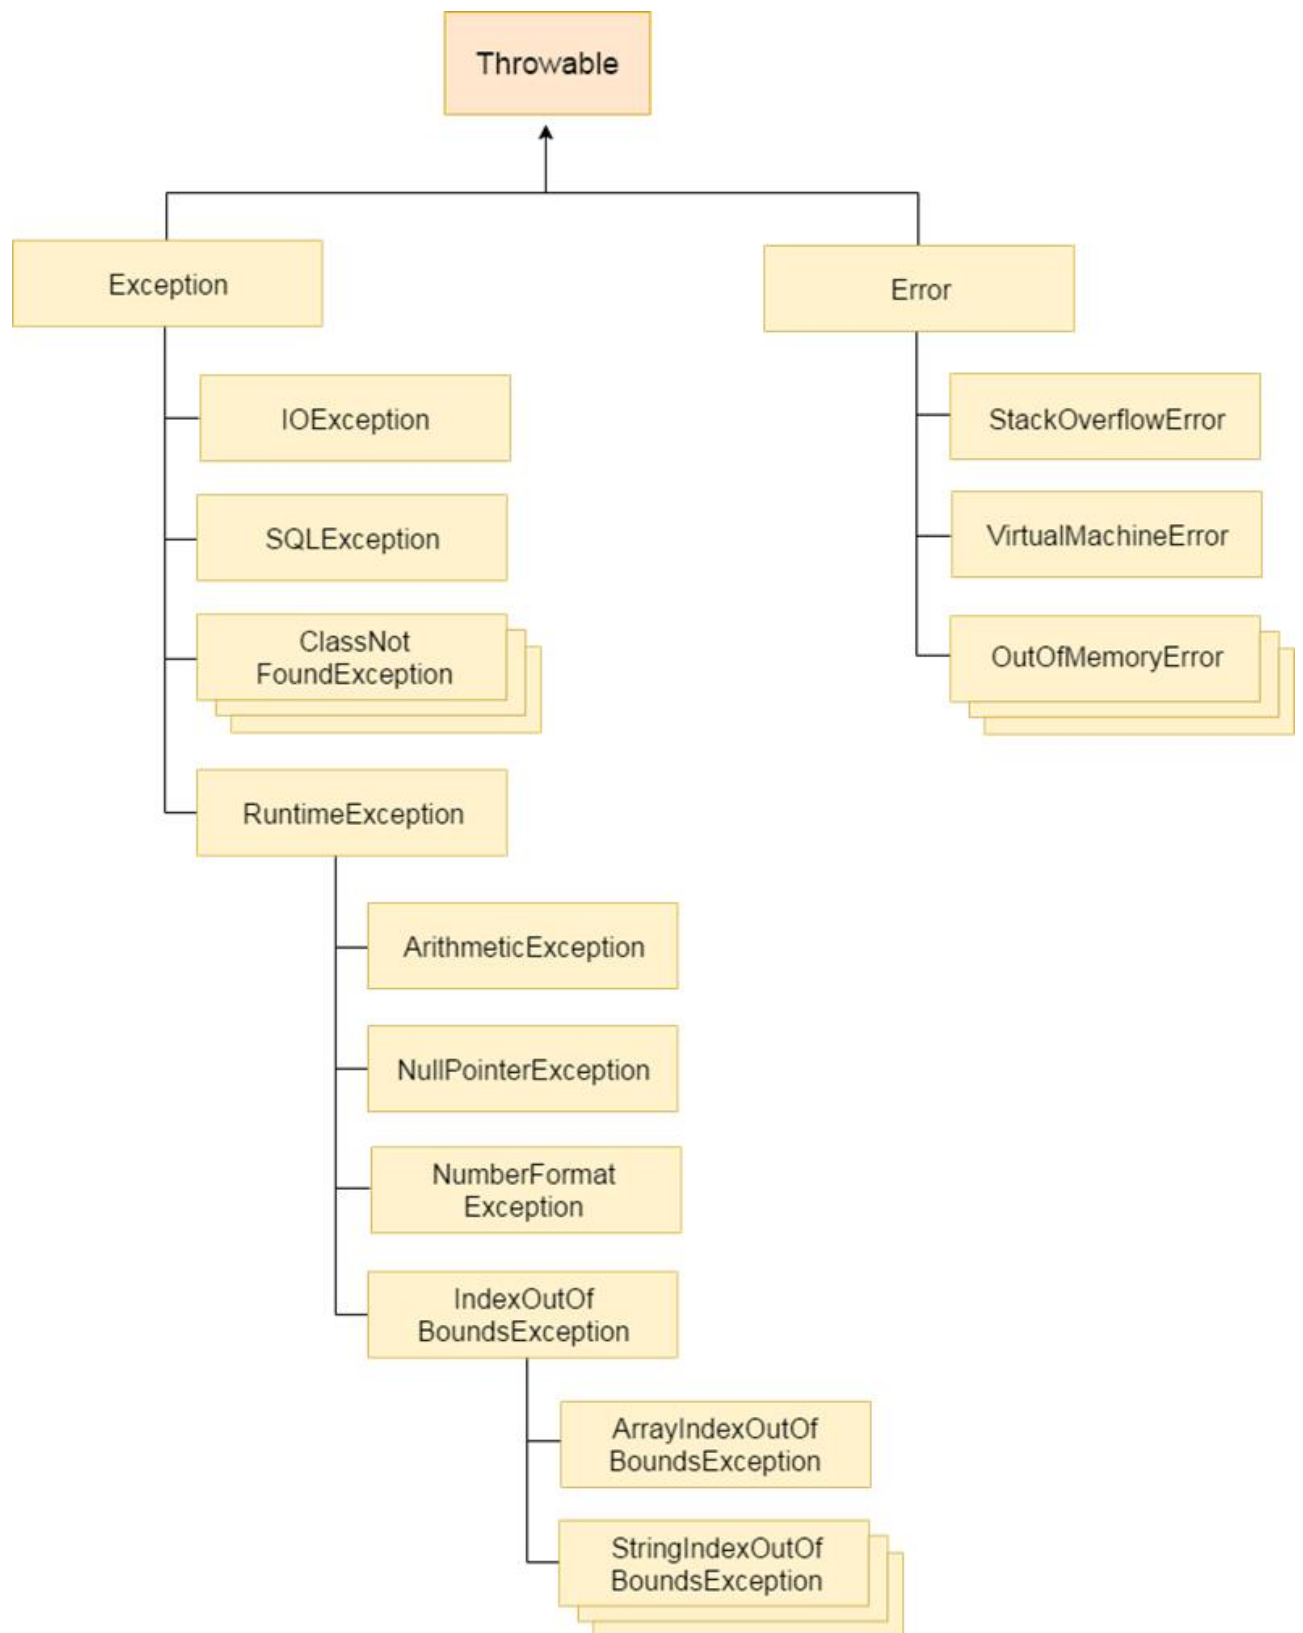 Throwable
Exception
Error
IOException
StackOverflowError
SQLException
VirtualMachineError
ClassNot
FoundException
OutOfMemoryError
RuntimeException
ArithmeticException
NullPointerException
NumberFormat
Exception
IndexOutOf
BoundsException
ArrayIndexOutOf
BoundsException
StringIndexOutOf
BoundsException